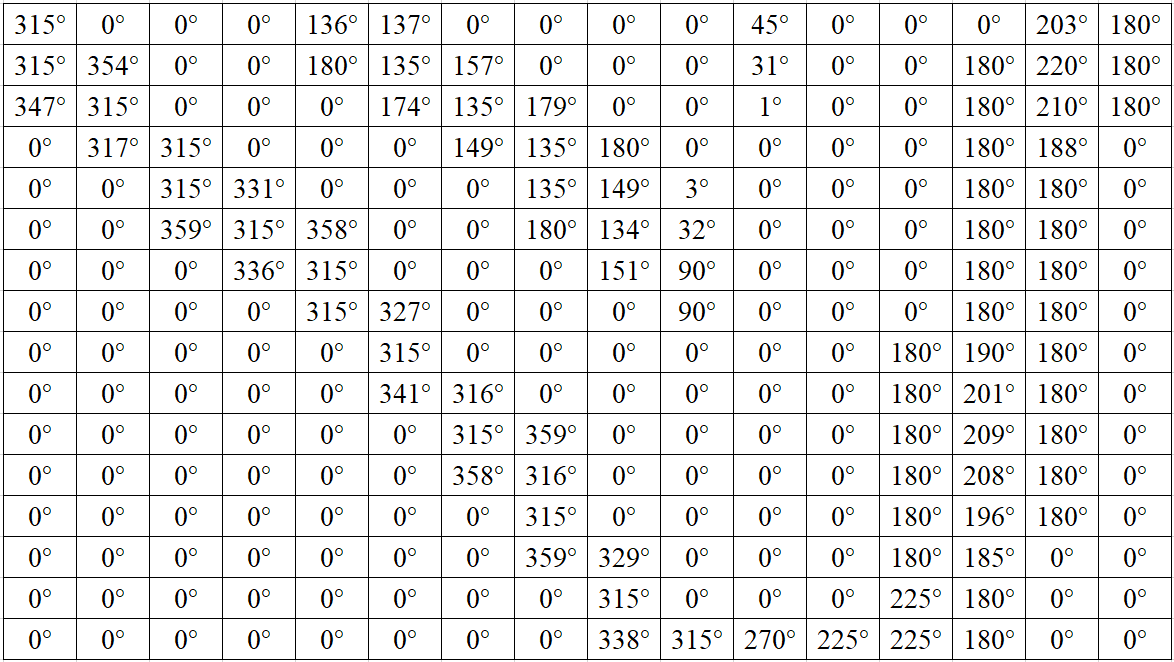 315° 0° 0° 0° 136° 137° 0° 0° 0° 0° 45° 0° 0° 0° 203° 180°
315° 354° 0° 0° 180° 135° 157° 0° 0° 0° 31° 0° 0° 180° 220° 180°
347° 315° 0° 0° 0° 174° 135° 179° 0° 0° 1° 0° 0° 180° 210° 180°
0° 317° 315° 0° 0° 0° 149° 135° 180° 0° 0° 0° 0° 180° 188° 0°
0° 0° 315° 331° 0° 0° 0° 135° 149° 3° 0° 0° 0° 180° 180° 0°
0° 0° 359° 315° 358° 0° 0° 180° 134° 32° 0° 0° 0° 180° 180° 0°
0° 0° 0° 336° 315° 0° 0° 0° 151° 90° 0° 0° 0° 180° 180° 0°
0° 0° 0° 0° 315° 327° 0° 0° 0° 90° 0° 0° 0° 180° 180° 0°
0° 0° 0° 0° 0° 315° 0° 0° 0° 0° 0° 0° 180° 190° 180° 0°
0° 0° 0° 0° 0° 341° 316° 0° 0° 0° 0° 0° 180° 201° 180° 0°
0° 0° 0° 0° 0° 0° 315° 359° 0° 0° 0° 0° 180° 209° 180° 0°
0° 0° 0° 0° 0° 0° 358° 316° 0° 0° 0° 0° 180° 208° 180° 0°
0° 0° 0° 0° 0° 0° 0° 315° 0° 0° 0° 0° 180° 196° 180° 0°
0° 0° 0° 0° 0° 0° 0° 359° 329° 0° 0° 0° 180° 185° 0° 0°
0° 0° 0° 0° 0° 0° 0° 0° 315° 0° 0° 0° 225° 180° 0° 0°
0° 0° 0° 0° 0° 0° 0° 0° 338° 315° 270° 225° 225° 180° 0° 0°